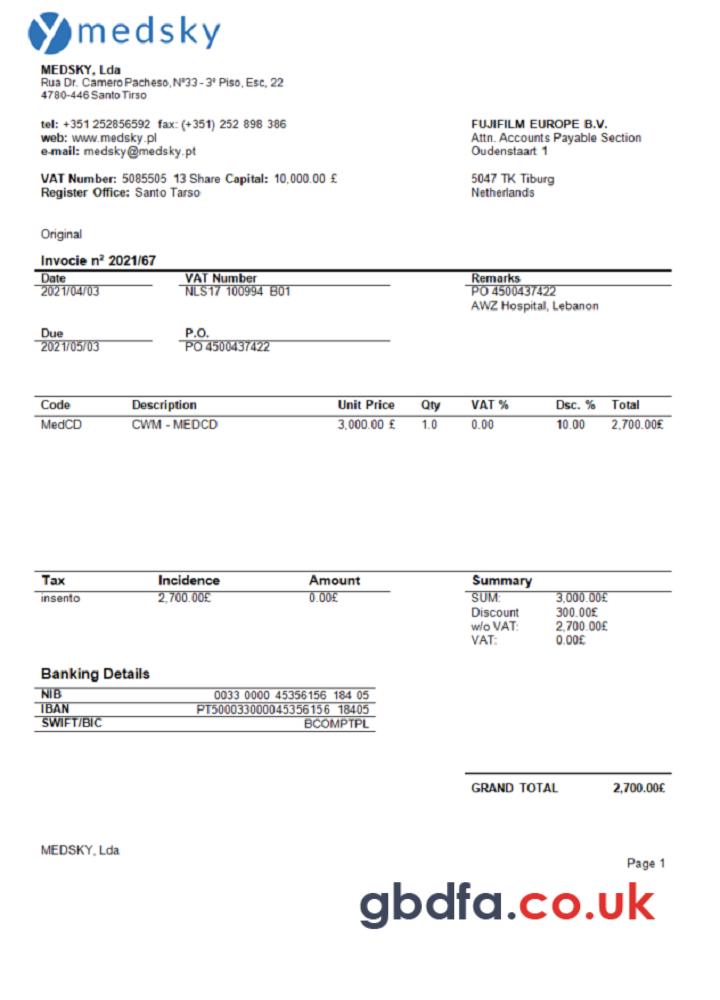 medsky
MEDSKY, Lda
Rua Dr. Camero Pacheso, Nº33 - 3º Piso, Esc, 22
4780-446 Santo Tirso
tel: +351 252856592 fax: (+351) 252 898 386
web: www.medsky.pl
e-mail: medsky@medsky.pt
VAT Number: 5085505 13 Share Capital: 10,000.00 £
Register Office: Santo Tarso
FUJIFILM EUROPE B.V.
Attn. Accounts Payable Section
Oudenstaart 1
5047 TK Tiburg
Netherlands
Original
Invocie nº 2021/67
Date VAT Number Remarks
2021/04/03 NLS17 100994 B01 PO 4500437422
AWZ Hospital, Lebanon
Due P.O.
2021/05/03 PO 4500437422
Code Description Unit Price Qty VAT % Dsc. % Total
MedCD CWM - MEDCD 3,000.00 £ 1.0 0.00 10.00 2,700.00£
Tax Incidence Amount Summary
insento 2,700.00£ 0.00£ SUM: 3,000.00£
Discount 300.00£
w/o VAT: 2,700.00£
VAT: 0.00£
Banking Details
NIB 0033 0000 45356156 184 05
IBAN PT500033000045356156 18405
SWIFT/BIC BCOMPTPL
GRAND TOTAL 2,700.00£
MEDSKY, Lda
Page 1
gbdfa.co.uk